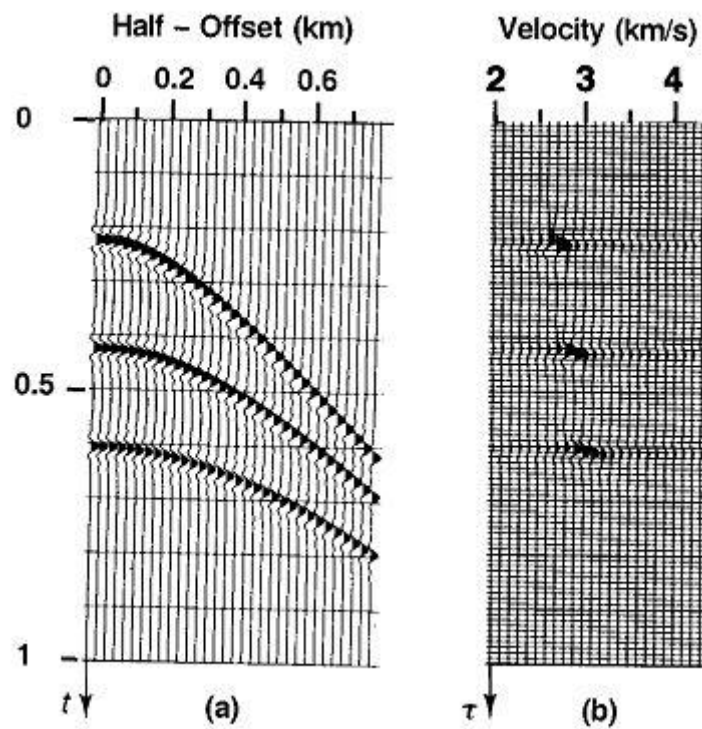 Half – Offset (km)
0 0.2 0.4 0.6
0
0.5
1
t
(a)
Velocity (km/s)
2 3 4
τ
(b)